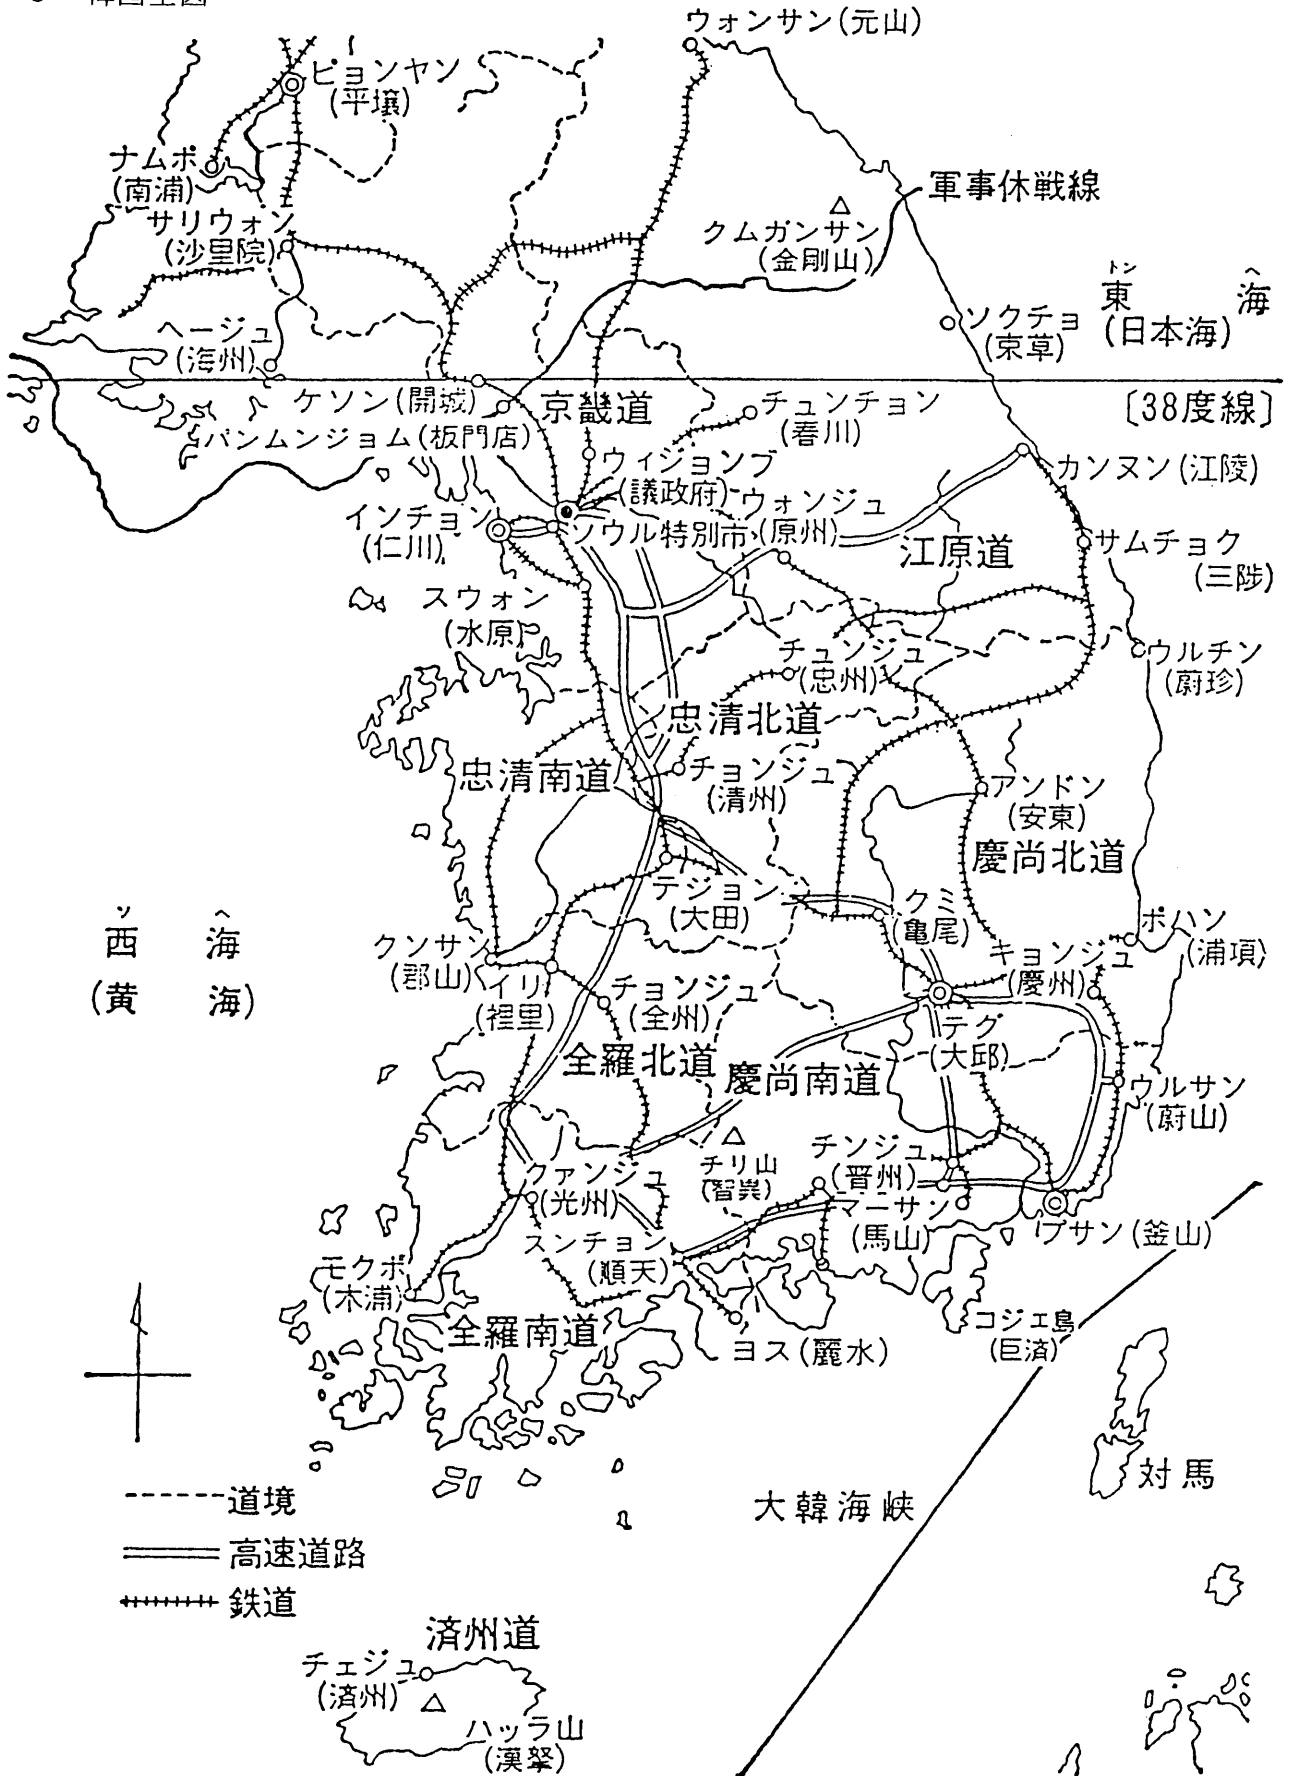 韓国全図
ウォンサン(元山)
ピョンヤン
(平壌)
ナムポ
(南浦)
軍事休戦線
サリウォン
(沙里院)
クムガンサン
(金剛山)
トン ヘ
東 海
(日本海)
ソクチョ
(束草)
ヘージュ
(海州)
ケソン(開城)
京畿道
チュンチョン
(春川)
〔38度線〕
パンムンジョム(板門店)
ウィジョンブ
(議政府)
カンヌン(江陵)
インチョン
(仁川)
ソウル特別市
ウォンジュ
(原州)
江原道
サムチョク
(三陟)
スウォン
(水原)
チュンジュ
(忠州)
ウルチン
(蔚珍)
忠清北道
忠清南道
チョンジュ
(清州)
アンドン
(安東)
慶尚北道
テジョン
(大田)
クミ
(亀尾)
ポハン
(浦項)
ソ ヘ
西 海
(黄 海)
クンサン
(郡山)
イリ
(裡里)
チョンジュ
(全州)
キョンジュ
(慶州)
テグ
(大邱)
全羅北道
慶尚南道
ウルサン
(蔚山)
チリ山
(智異)
チンジュ
(晋州)
クァンジュ
(光州)
マーサン
(馬山)
プサン(釜山)
スンチョン
(順天)
モクポ
(木浦)
全羅南道
ヨス(麗水)
コジェ島
(巨済)
対馬
大韓海峡
道境
高速道路
鉄道
済州道
チェジュ
(済州)
ハッラ山
(漢拏)